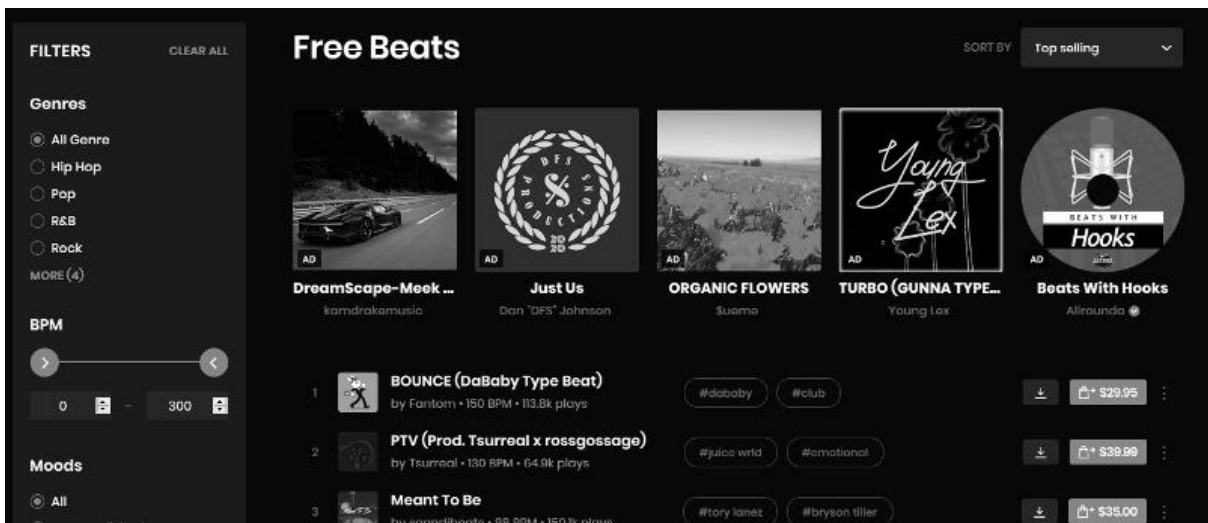 FILTERS
CLEAR ALL
Genres
All Genre
Hip Hop
Pop
R&B
Rock
MORE (4)
BPM
0 - 300
Moods
All
Free Beats
SORT BY Top selling
AD
DreamScape-Meek ...
kamdrakemusic
DFS
PRODUCTIONS
2020
AD
Just Us
Dan "DFS" Johnson
AD
ORGANIC FLOWERS
$ueme
Young
Lex
AD
TURBO (GUNNA TYPE...
Young Lex
BEATS WITH
Hooks
AD
Beats With Hooks
Allrounda
1
BOUNCE (DaBaby Type Beat)
by Fantom • 150 BPM • 113.8k plays
#dababy #club
$29.95
2
PTV (Prod. Tsurreal x rossgossage)
by Tsurreal • 130 BPM • 64.9k plays
#juice wrld #emotional
$39.99
3
Meant To Be
#tory lanez #bryson tiller
$35.00